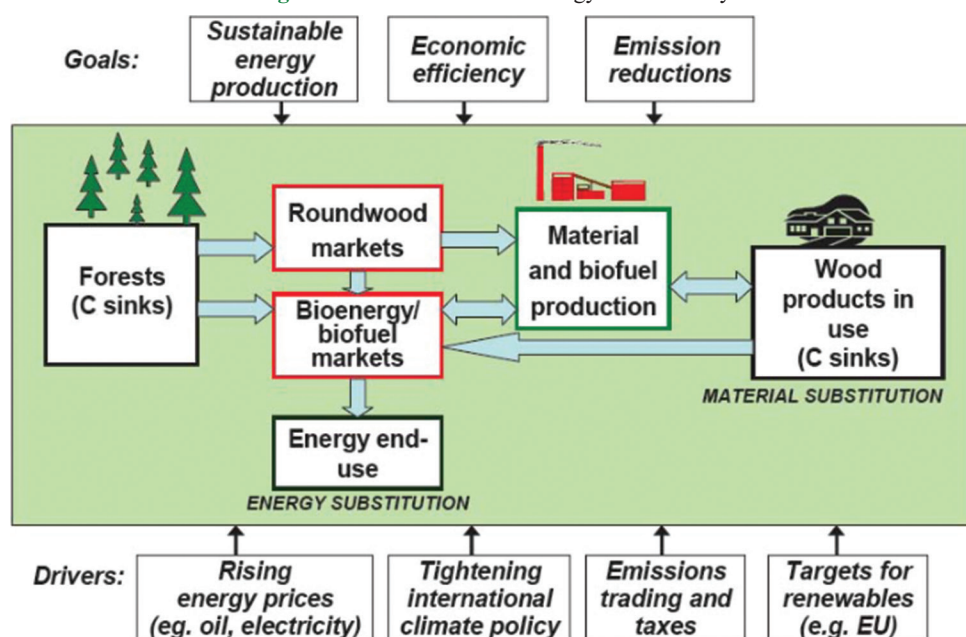 Goals:
Sustainable
energy
production
Economic
efficiency
Emission
reductions
Forests
(C sinks)
Roundwood
markets
Bioenergy/
biofuel
markets
Energy end-
use
ENERGY SUBSTITUTION
Material
and biofuel
production
Wood
products in
use
(C sinks)
MATERIAL SUBSTITUTION
Drivers:
Rising
energy prices
(eg. oil, electricity)
Tightening
international
climate policy
Emissions
trading and
taxes
Targets for
renewables
(e.g. EU)